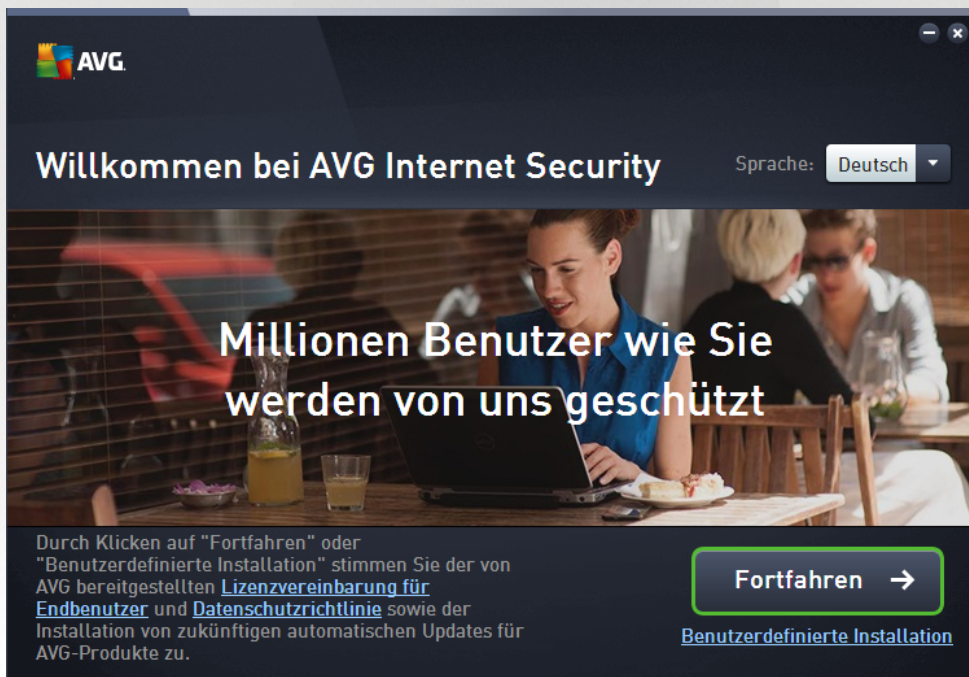 AVG.
Willkommen bei AVG Internet Security
Sprache: Deutsch
Millionen Benutzer wie Sie
werden von uns geschützt
Durch Klicken auf "Fortfahren" oder
"Benutzerdefinierte Installation" stimmen Sie der von
AVG bereitgestellten Lizenzvereinbarung für
Endbenutzer und Datenschutzrichtlinie sowie der
Installation von zukünftigen automatischen Updates für
AVG-Produkte zu.
Fortfahren →
Benutzerdefinierte Installation